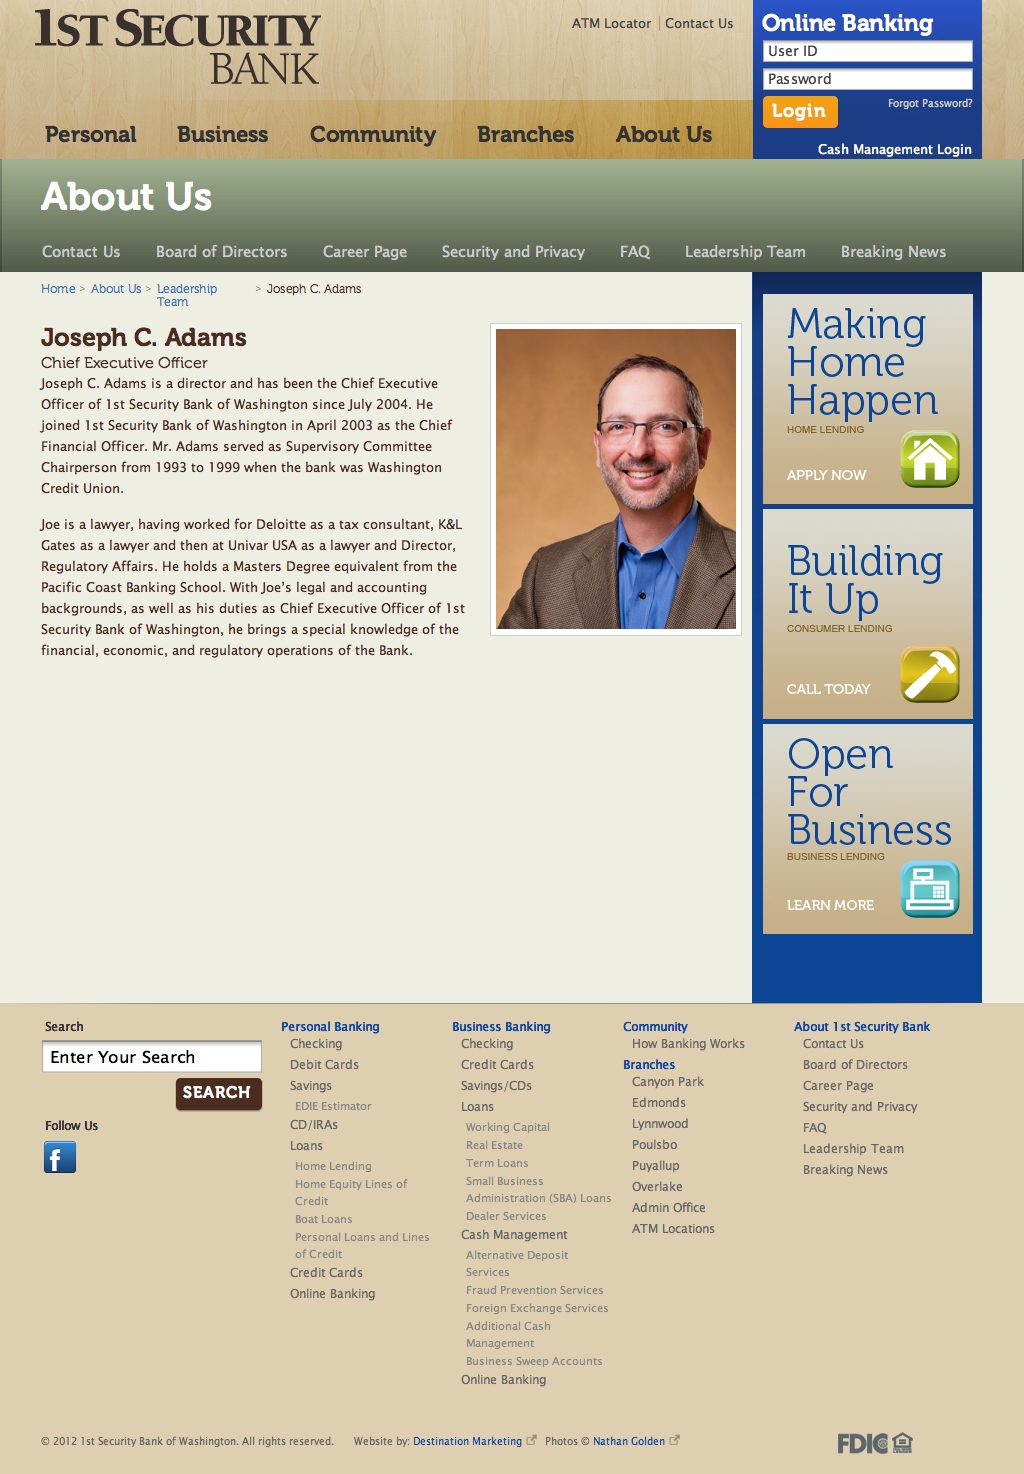 1ST SECURITY
BANK
ATM Locator
Contact Us
Online Banking
User ID
Password
Login
Forgot Password?
Cash Management Login
Personal
Business
Community
Branches
About Us
About Us
Contact Us
Board of Directors
Career Page
Security and Privacy
FAQ
Leadership Team
Breaking News
Home > About Us > Leadership > Joseph C. Adams
Team
Joseph C. Adams
Chief Executive Officer
Joseph C. Adams is a director and has been the Chief Executive
Officer of 1st Security Bank of Washington since July 2004. He
joined 1st Security Bank of Washington in April 2003 as the Chief
Financial Officer. Mr. Adams served as Supervisory Committee
Chairperson from 1993 to 1999 when the bank was Washington
Credit Union.
Joe is a lawyer, having worked for Deloitte as a tax consultant, K&L
Gates as a lawyer and then at Univar USA as a lawyer and Director,
Regulatory Affairs. He holds a Masters Degree equivalent from the
Pacific Coast Banking School. With Joe’s legal and accounting
backgrounds, as well as his duties as Chief Executive Officer of 1st
Security Bank of Washington, he brings a special knowledge of the
financial, economic, and regulatory operations of the Bank.
Making
Home
Happen
HOME LENDING
APPLY NOW
Building
It Up
CONSUMER LENDING
CALL TODAY
Open
For
Business
BUSINESS LENDING
LEARN MORE
Search
Enter Your Search
SEARCH
Follow Us
f
Personal Banking
Checking
Debit Cards
Savings
EDIE Estimator
CD/IRAs
Loans
Home Lending
Home Equity Lines of
Credit
Boat Loans
Personal Loans and Lines
of Credit
Credit Cards
Online Banking
Business Banking
Checking
Credit Cards
Savings/CDs
Loans
Working Capital
Real Estate
Term Loans
Small Business
Administration (SBA) Loans
Dealer Services
Cash Management
Alternative Deposit
Services
Fraud Prevention Services
Foreign Exchange Services
Additional Cash
Management
Business Sweep Accounts
Online Banking
Community
How Banking Works
Branches
Canyon Park
Edmonds
Lynnwood
Poulsbo
Puyallup
Overlake
Admin Office
ATM Locations
About 1st Security Bank
Contact Us
Board of Directors
Career Page
Security and Privacy
FAQ
Leadership Team
Breaking News
© 2012 1st Security Bank of Washington. All rights reserved.
Website by: Destination Marketing
Photos © Nathan Golden
FDIC